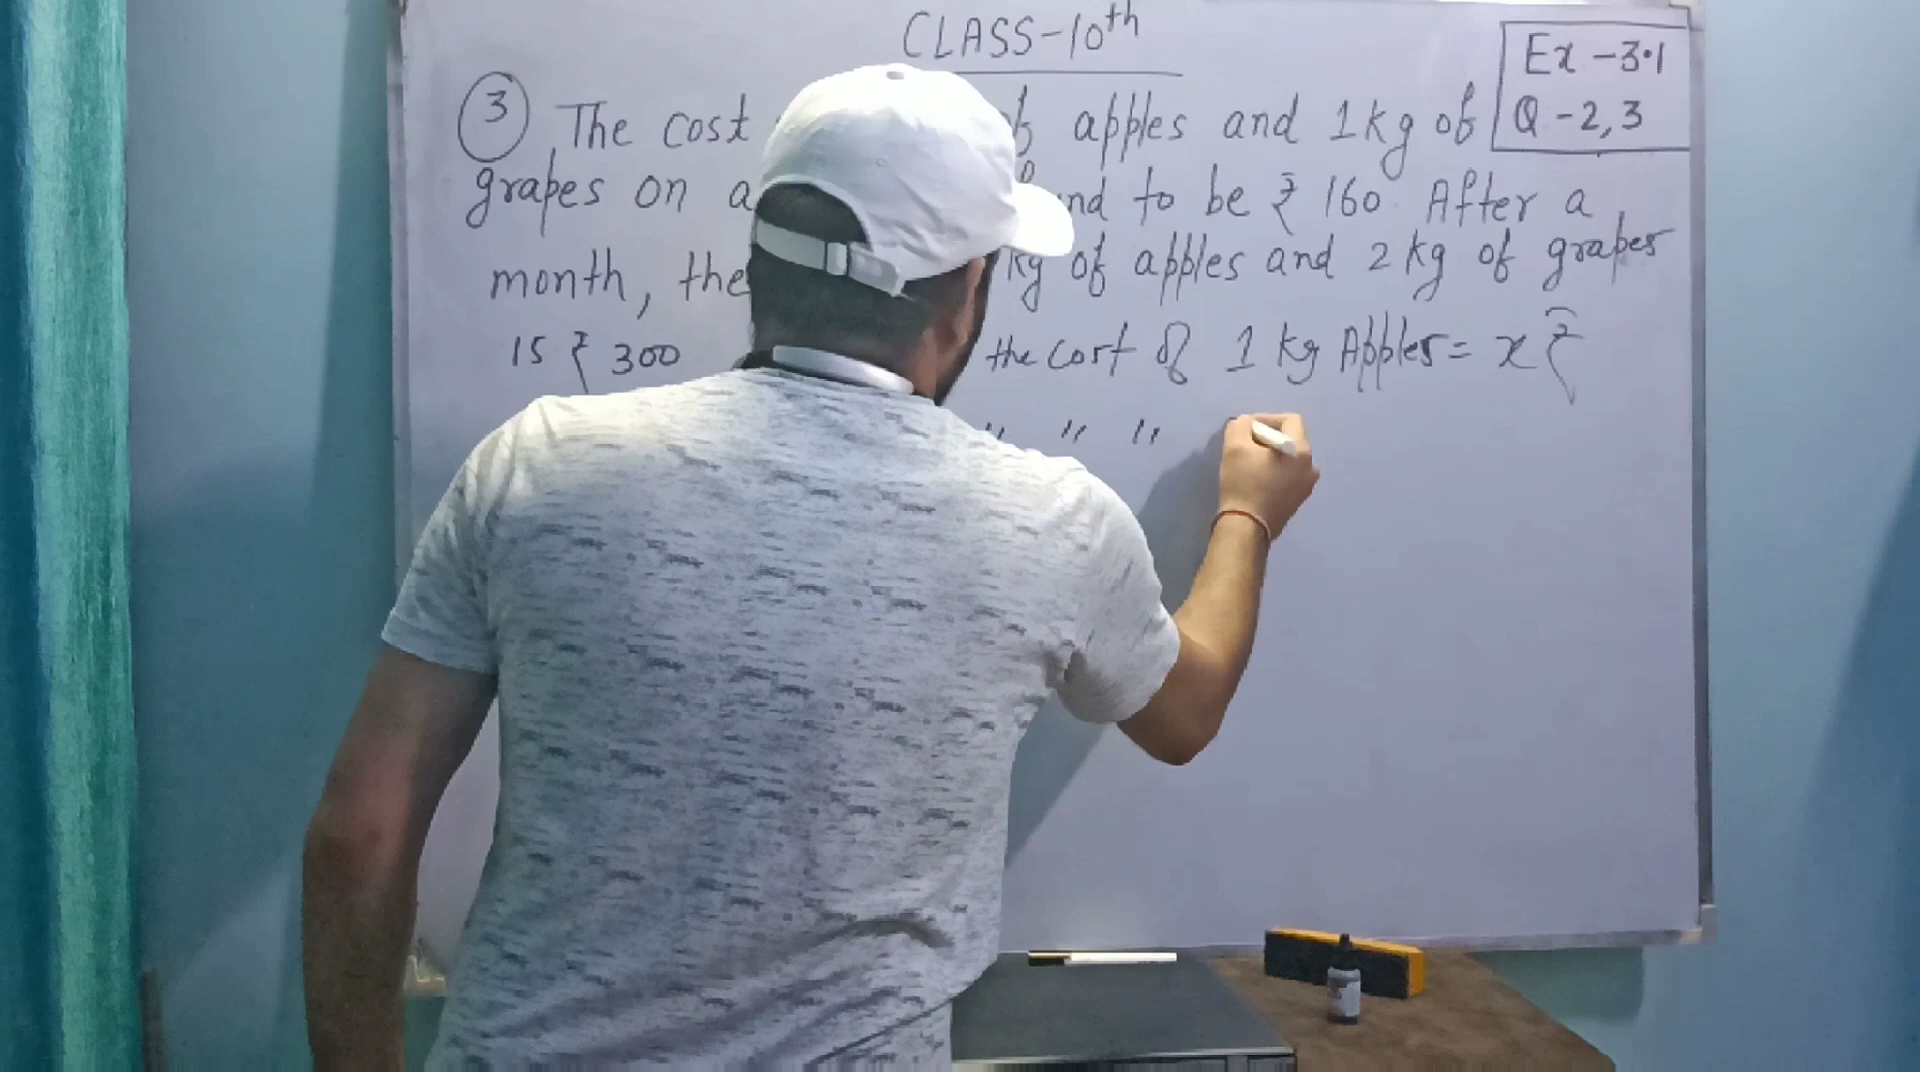 CLASS-10th
Ex - 3.1
Q - 2, 3
3 The cost of apples and 1 kg of
grapes on a nd to be ₹ 160. After a
month, the kg of apples and 2 kg of grapes
is ₹ 300 the cost of 1 kg Apples = x ₹
" " "